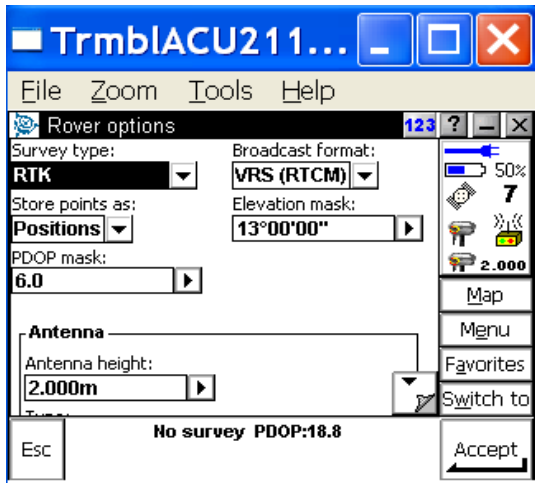 TrmblACU211...
File Zoom Tools Help
Rover options 123 ?
Survey type: Broadcast format:
RTK VRS (RTCM) 50%
Store points as: Elevation mask: 7
Positions 13°00'00"
PDOP mask: 2.000
6.0
Map
Antenna Menu
Antenna height: Favorites
2.000m Switch to
Type:
No survey PDOP:18.8
Esc Accept